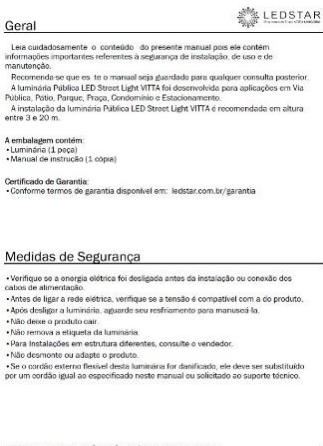 LEDSTAR
Geral
Leia cuidadosamente o conteúdo do presente manual pois ele contém
informações importantes referentes à segurança de instalação, de uso e de
manutenção.
Recomenda-se que es te o manual seja guardado para qualquer consulta posterior.
A luminária Pública LED Street Light VITTA foi desenvolvida para aplicações em Via
Pública, Pátio, Parque, Praça, Condomínio e Estacionamento.
A instalação da luminária Pública LED Street Light VITTA é recomendada em altura
entre 3 e 20 m.
A embalagem contém:
• Luminária (1 peça)
• Manual de instrução (1 cópia)
Certificado de Garantia:
• Conforme termos de garantia disponível em: ledstar.com.br/garantia
Medidas de Segurança
• Verifique se a energia elétrica foi desligada antes da instalação ou conexão dos
cabos de alimentação.
• Antes de ligar a rede elétrica, verifique se a tensão é compatível com a do produto.
• Após desligar a luminária, aguarde seu resfriamento para manuseá-la.
• Não deixe o produto cair.
• Não remova a etiqueta da luminária.
• Para Instalações em estrutura diferentes, consulte o vendedor.
• Não desmonte ou adapte o produto.
• Se o cordão externo flexível desta luminária for danificado, ele deve ser substituído
por um cordão igual ao especificado neste manual ou solicitado ao suporte técnico.